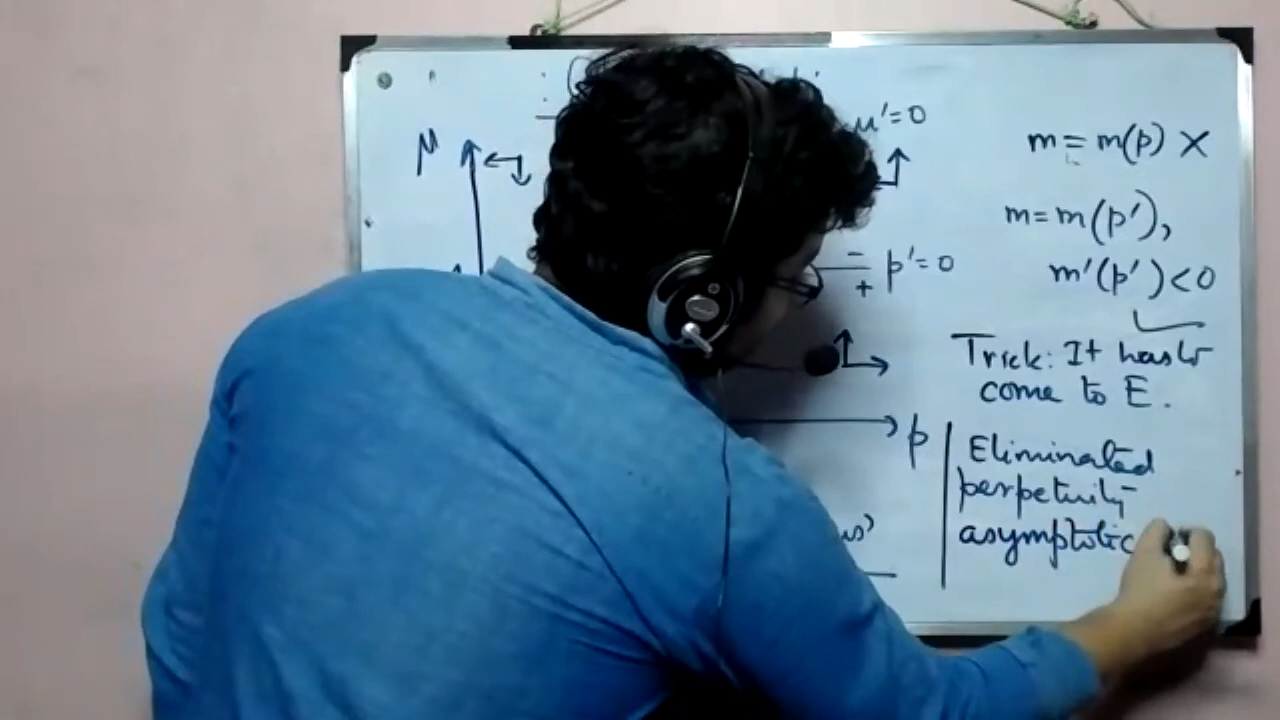 μ
μ'=0
m = m(p) X
m = m(p'),
m'(p') < 0
− p'=0
+
Trick: It has to
come to E.
p
Eliminated
perpetuity
asymptotic